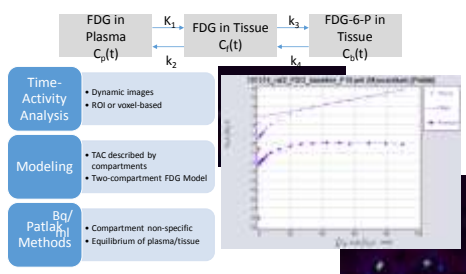 FDG in
Plasma
Cp(t)
K1
k2
FDG in Tissue
Cf(t)
k3
k4
FDG-6-P in
Tissue
Cb(t)
Time-
Activity
Analysis
• Dynamic images
• ROI or voxel-based
Modeling
• TAC described by
compartments
• Two-compartment FDG Model
Bq/
ml
Patlak
Methods
• Compartment non-specific
• Equilibrium of plasma/tissue